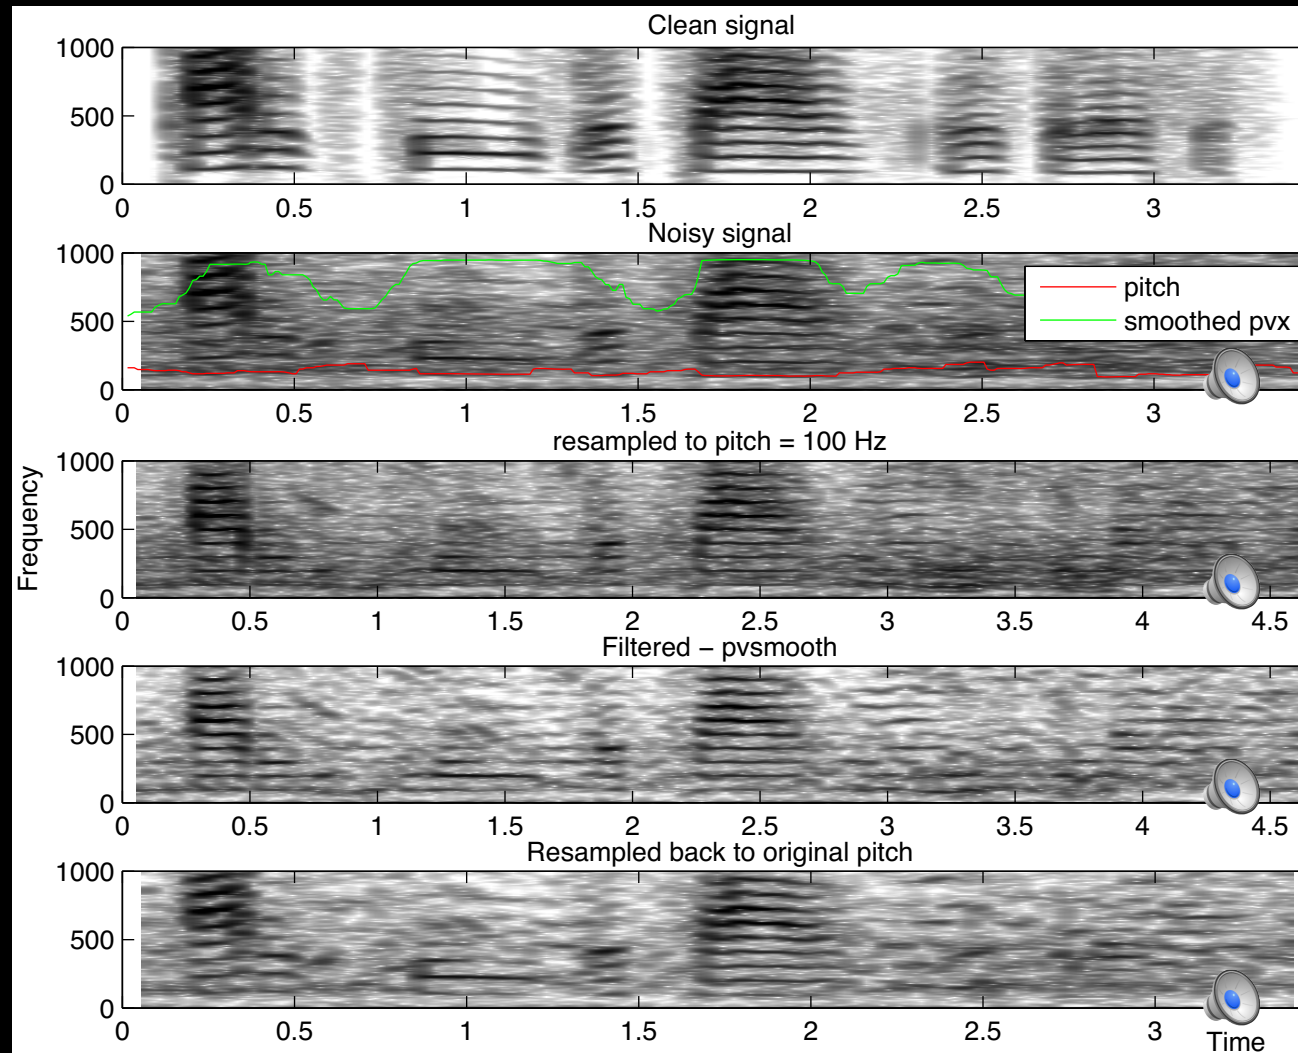 Clean signal
1000
500
0
0 0.5 1 1.5 2 2.5 3
Noisy signal
1000
500
0
pitch
smoothed pvx
0 0.5 1 1.5 2 2.5 3
resampled to pitch = 100 Hz
1000
500
0
Frequency
0 0.5 1 1.5 2 2.5 3 3.5 4 4.5
Filtered − pvsmooth
1000
500
0
0 0.5 1 1.5 2 2.5 3 3.5 4 4.5
Resampled back to original pitch
1000
500
0
0 0.5 1 1.5 2 2.5 3
Time